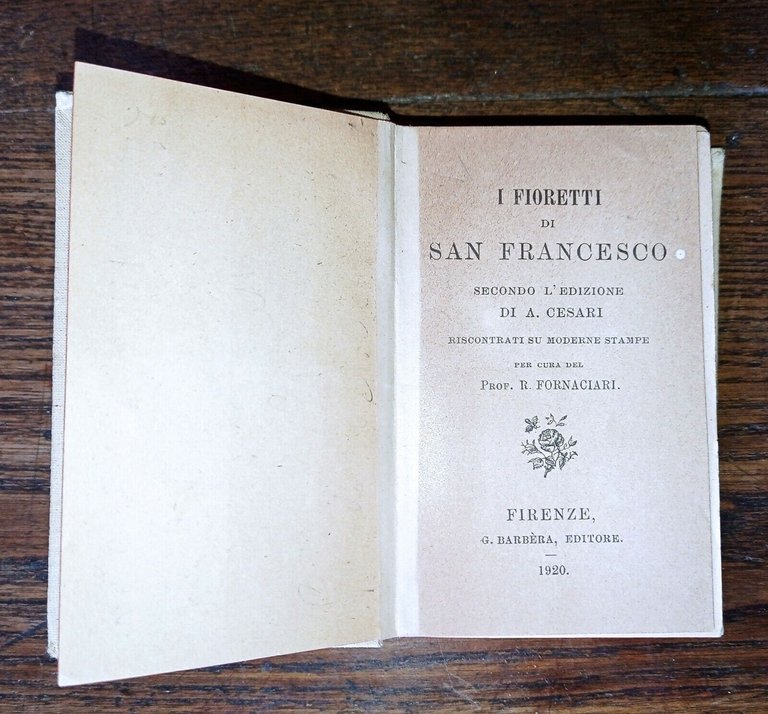 I FIORETTI
DI
SAN FRANCESCO
SECONDO L'EDIZIONE
DI A. CESARI
RISCONTRATI SU MODERNE STAMPE
PER CURA DEL
PROF. R. FORNACIARI.
FIRENZE,
G. BARBÈRA, EDITORE.
1920.